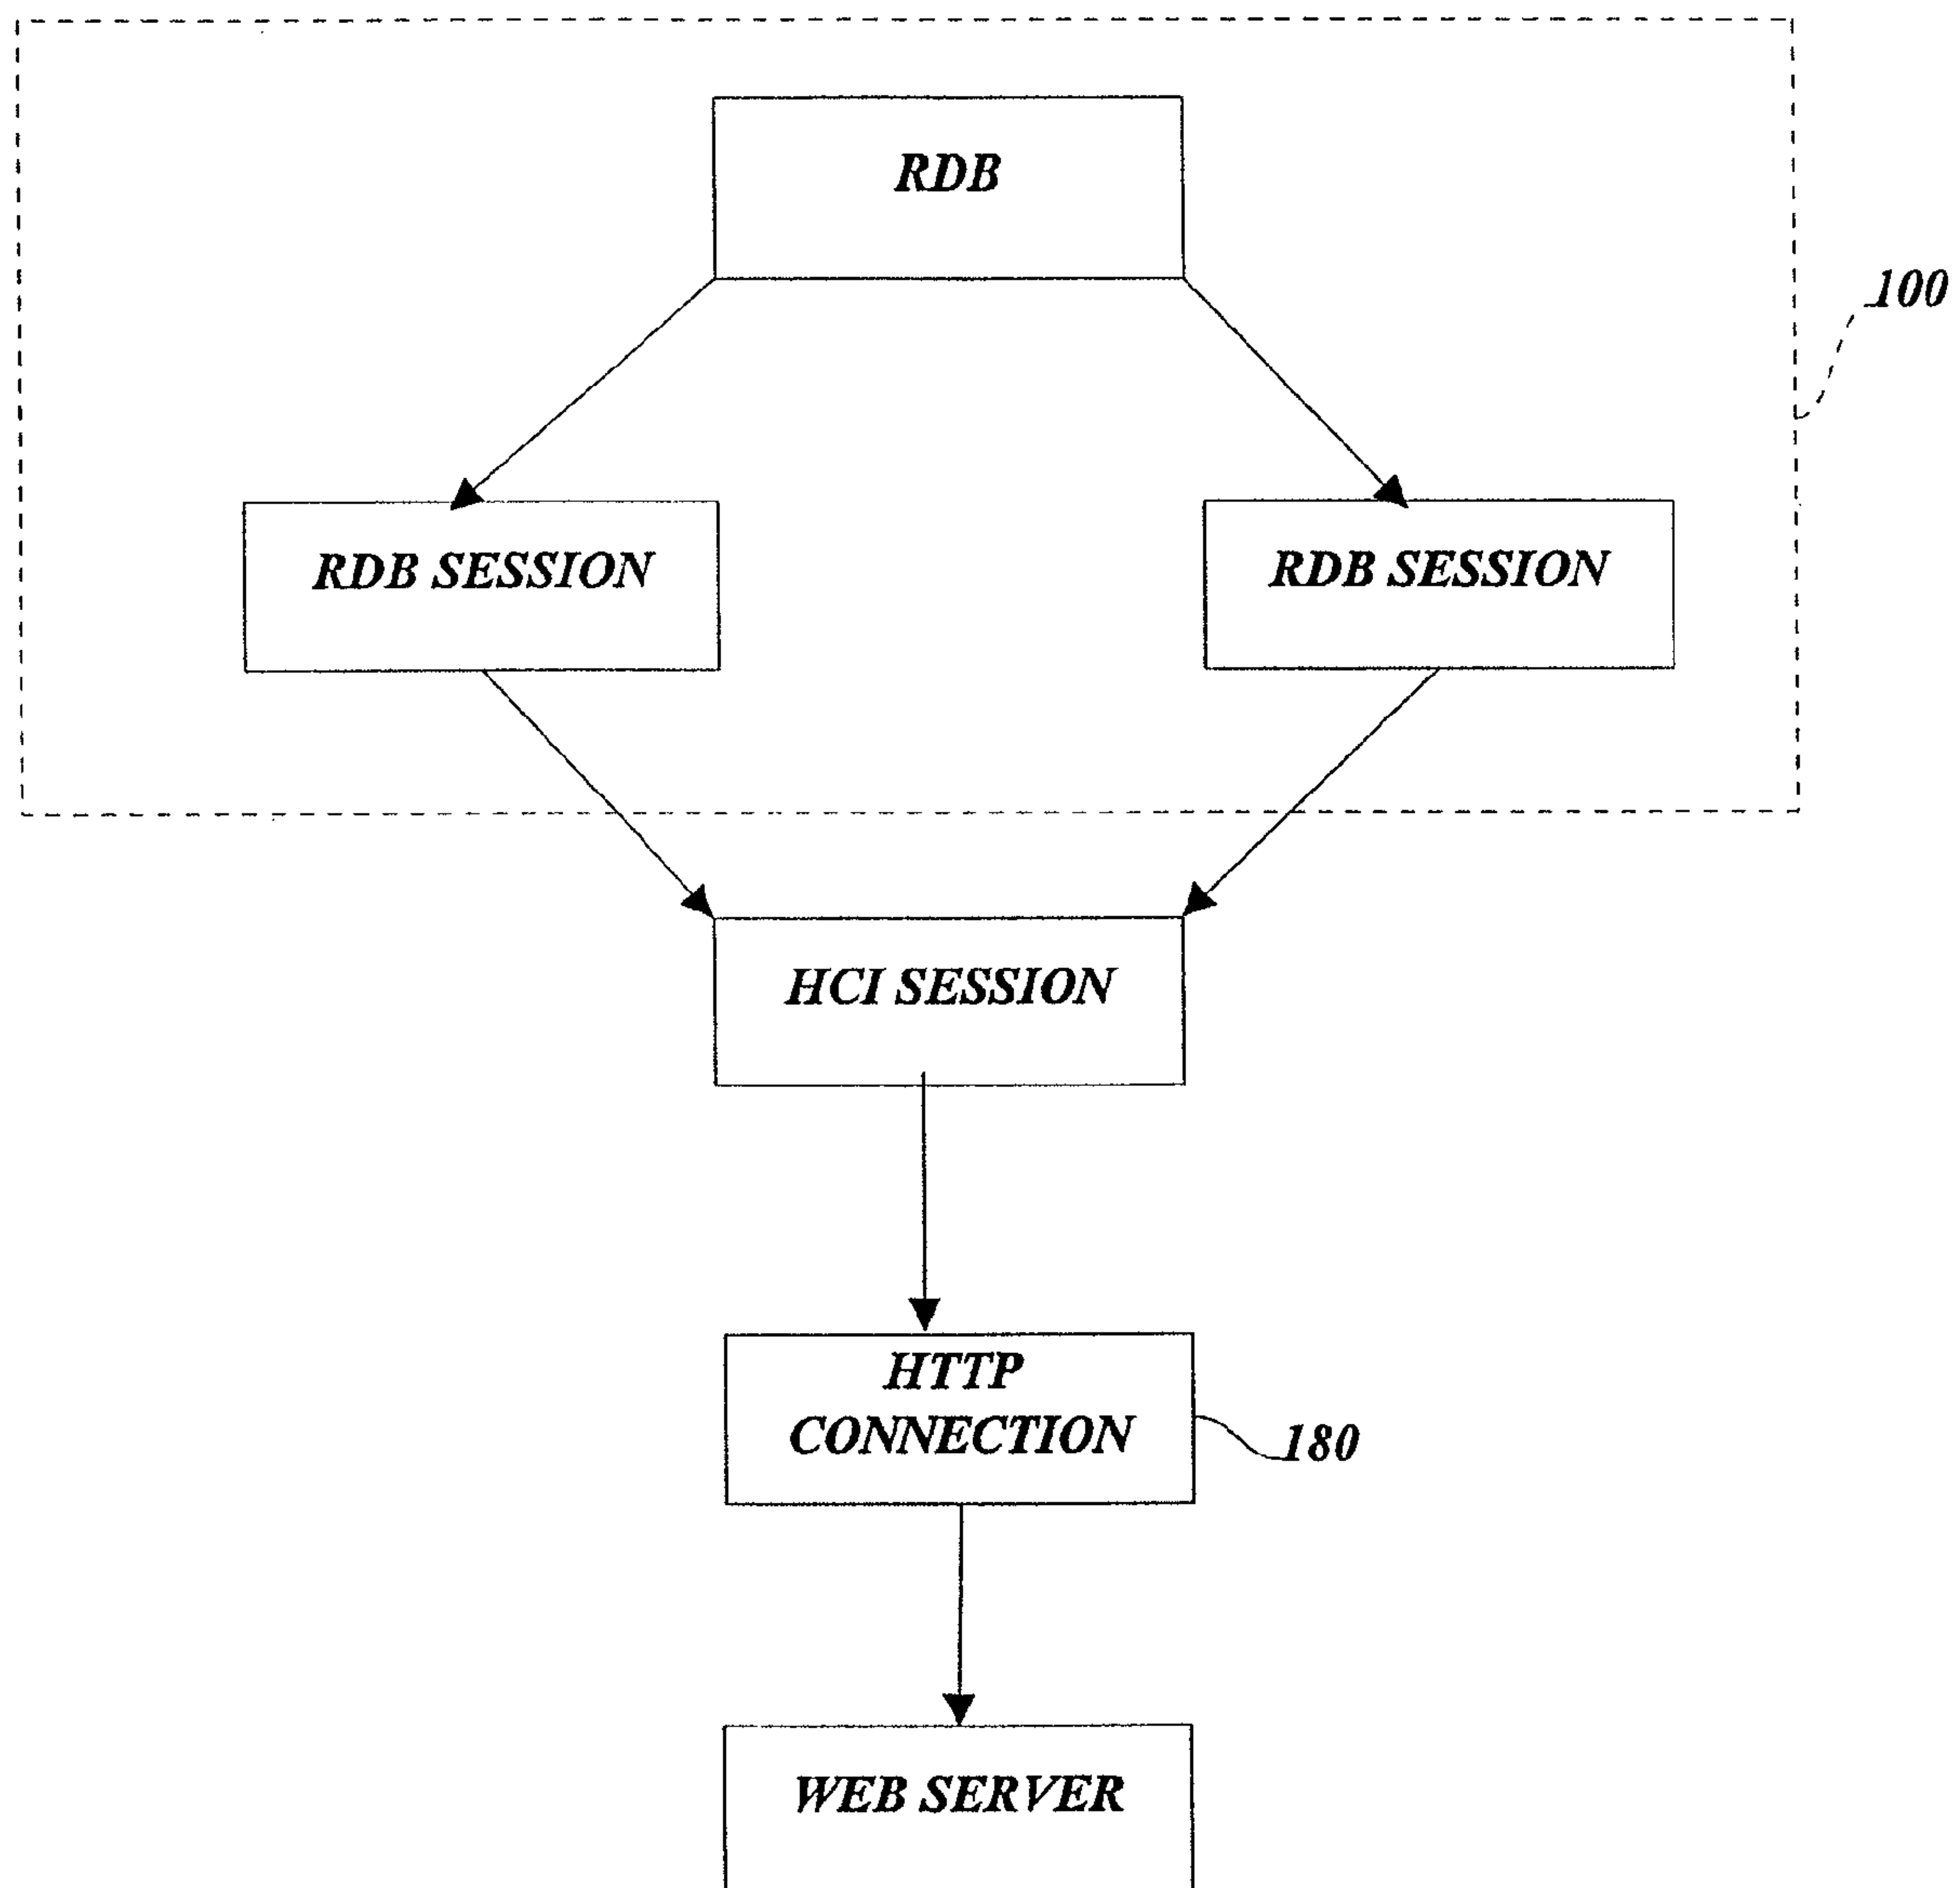 RDB
100
RDB SESSION
RDB SESSION
HCI SESSION
HTTP
CONNECTION
180
WEB SERVER